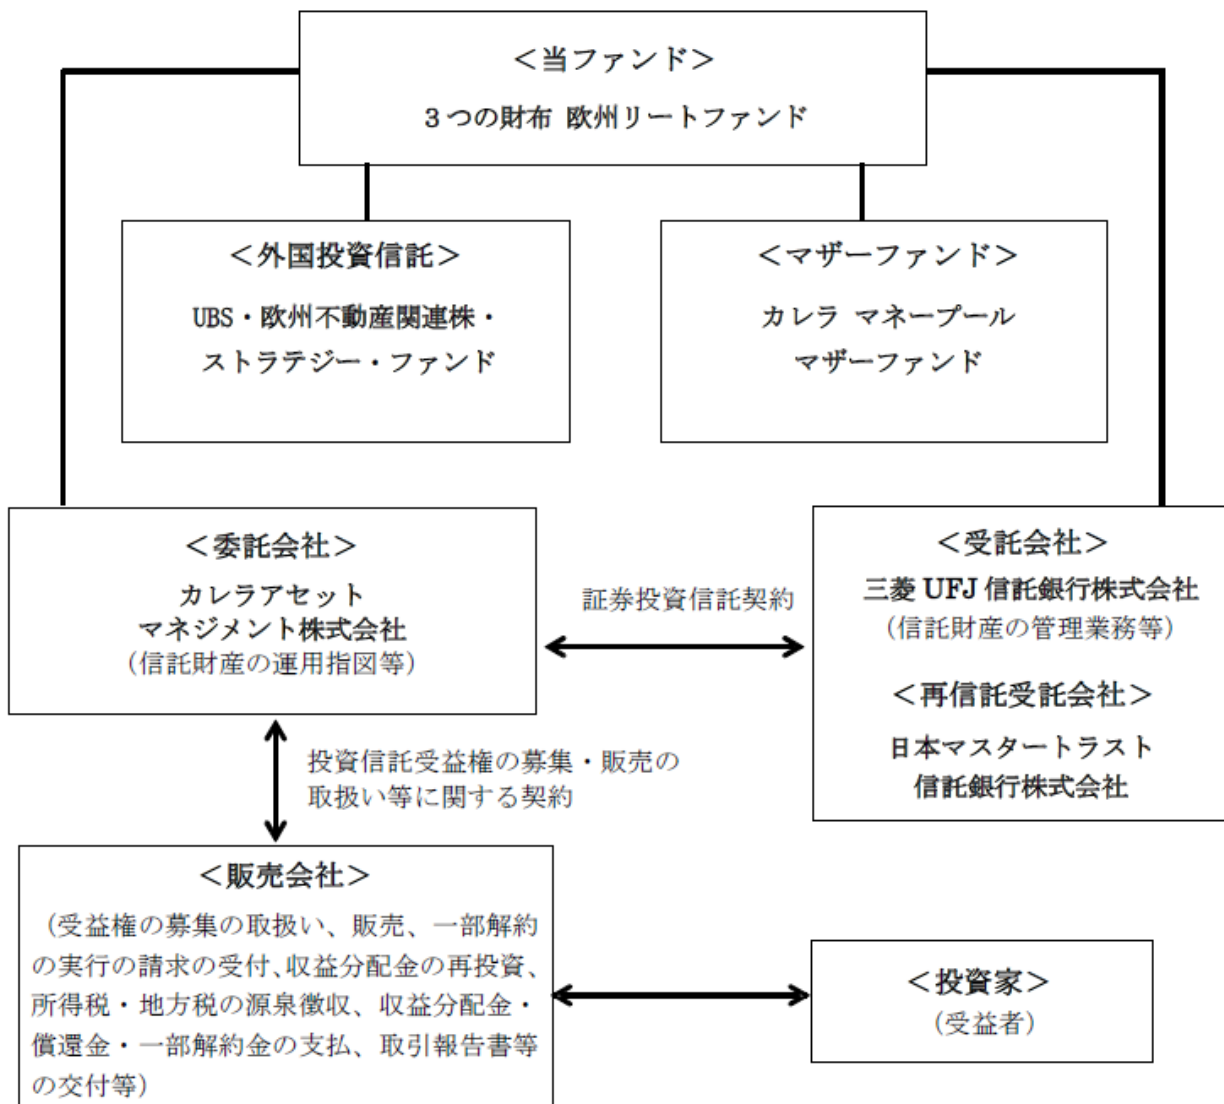 ＜当ファンド＞
3つの財布 欧州リートファンド
＜外国投資信託＞
UBS・欧州不動産関連株・
ストラテジー・ファンド
＜マザーファンド＞
カレラ マネープール
マザーファンド
＜委託会社＞
カレラアセット
マネジメント株式会社
（信託財産の運用指図等）
証券投資信託契約
＜受託会社＞
三菱 UFJ 信託銀行株式会社
（信託財産の管理業務等）
＜再信託受託会社＞
日本マスタートラスト
信託銀行株式会社
投資信託受益権の募集・販売の
取扱い等に関する契約
＜販売会社＞
（受益権の募集の取扱い、販売、一部解約
の実行の請求の受付、収益分配金の再投資、
所得税・地方税の源泉徴収、収益分配金・
償還金・一部解約金の支払、取引報告書等
の交付等）
＜投資家＞
（受益者）